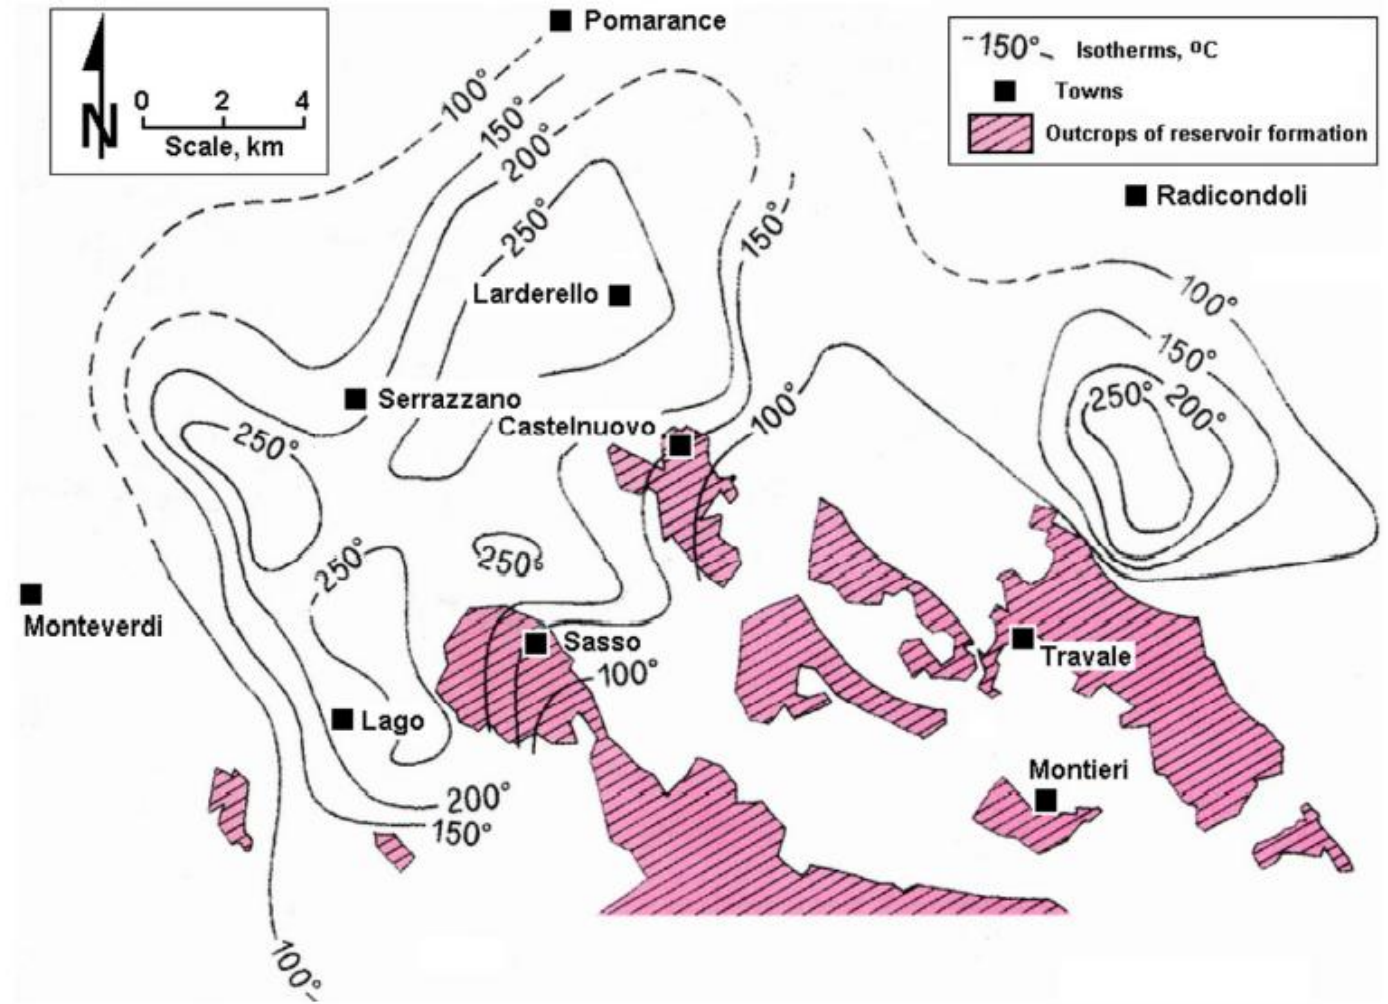 N
0 2 4
Scale, km
Pomarance
150° Isotherms, ºC
Towns
Outcrops of reservoir formation
100°
150°
200°
Radicondoli
250°
150°
Larderello
100°
150°
Serrazzano
100°
250°
200°
Castelnuovo
250°
250°
250°
Monteverdi
Sasso
Travale
100°
Lago
Montieri
200°
150°
100°